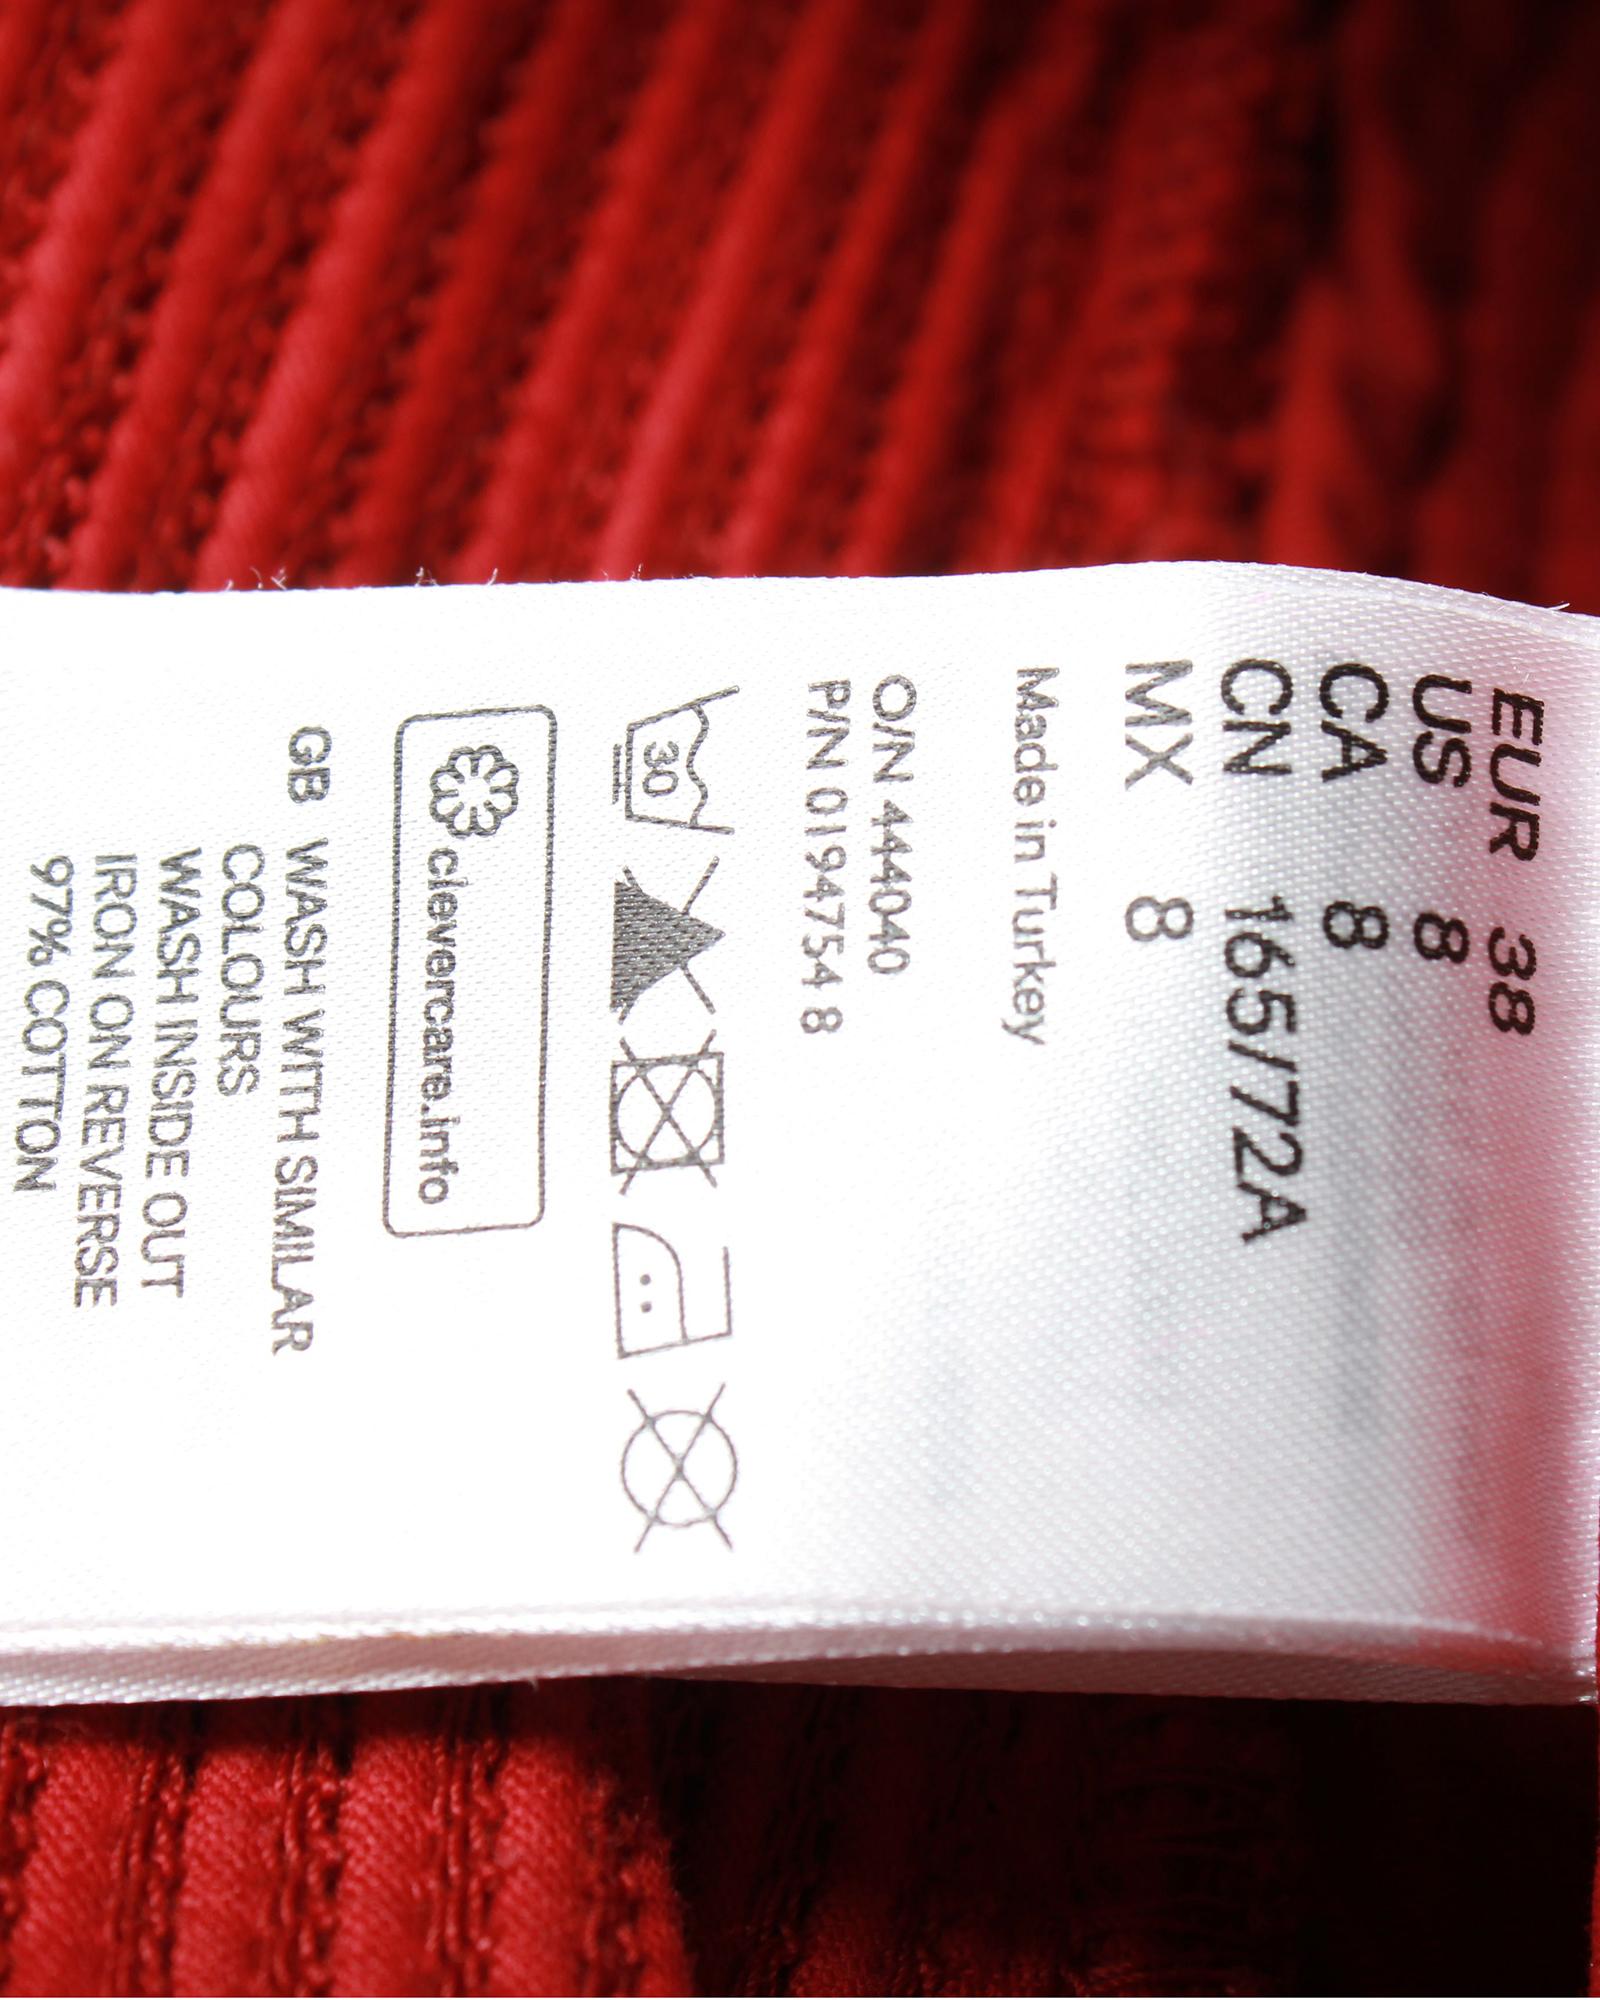 EUR 38
US 8
CA 8
CN 165/72A
MX 8
Made in Turkey
O/N 444040
P/N 0194754 8
30
clevercare.info
GB WASH WITH SIMILAR
COLOURS
WASH INSIDE OUT
IRON ON REVERSE
97% COTTON